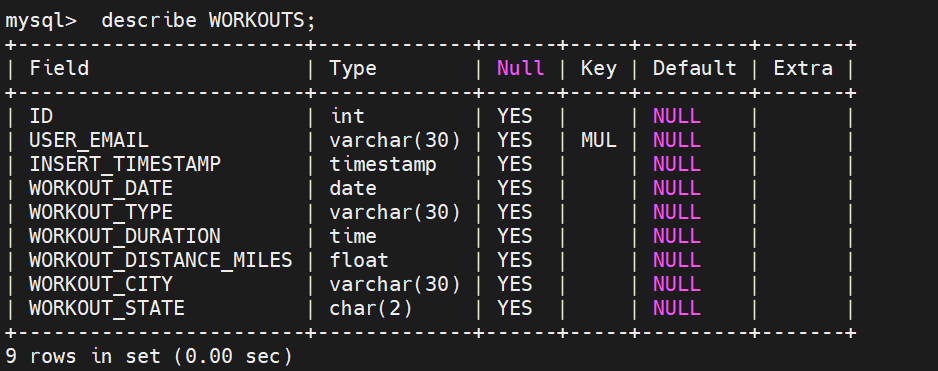 mysql>  describe WORKOUTS;
+------------------------+-------------+------+-----+---------+-------+
| Field                  | Type        | Null | Key | Default | Extra |
+------------------------+-------------+------+-----+---------+-------+
| ID                     | int         | YES  |     | NULL    |       |
| USER_EMAIL             | varchar(30) | YES  | MUL | NULL    |       |
| INSERT_TIMESTAMP       | timestamp   | YES  |     | NULL    |       |
| WORKOUT_DATE           | date        | YES  |     | NULL    |       |
| WORKOUT_TYPE           | varchar(30) | YES  |     | NULL    |       |
| WORKOUT_DURATION       | time        | YES  |     | NULL    |       |
| WORKOUT_DISTANCE_MILES | float       | YES  |     | NULL    |       |
| WORKOUT_CITY           | varchar(30) | YES  |     | NULL    |       |
| WORKOUT_STATE          | char(2)     | YES  |     | NULL    |       |
+------------------------+-------------+------+-----+---------+-------+
9 rows in set (0.00 sec)